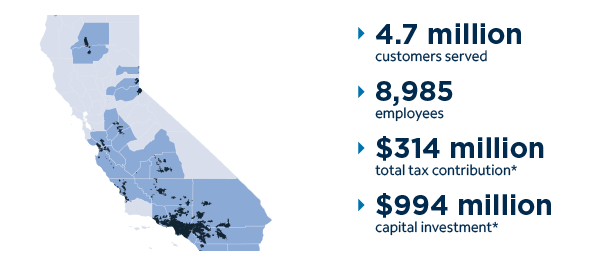 4.7 million
customers served
8,985
employees
$314 million
total tax contribution*
$994 million
capital investment*